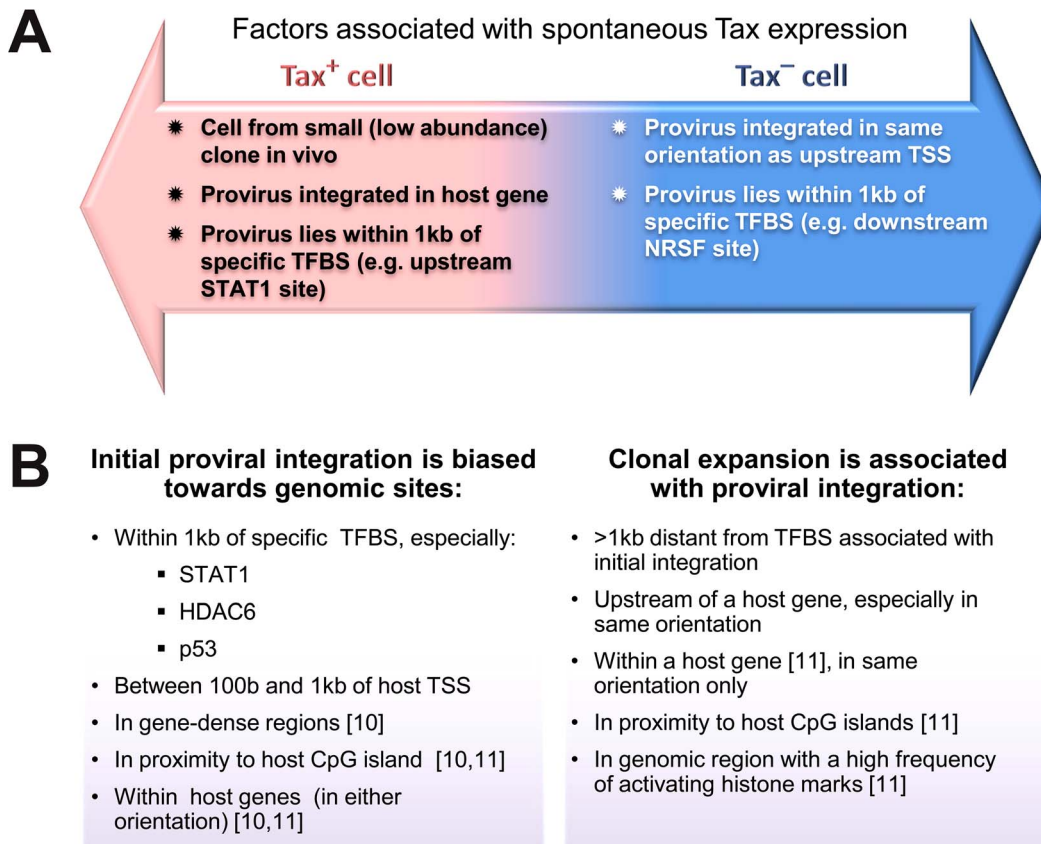 A
Factors associated with spontaneous Tax expression
Tax⁺ cell
✹ Cell from small (low abundance)
clone in vivo
✹ Provirus integrated in host gene
✹ Provirus lies within 1kb of
specific TFBS (e.g. upstream
STAT1 site)
Tax⁻ cell
✹ Provirus integrated in same
orientation as upstream TSS
✹ Provirus lies within 1kb of
specific TFBS (e.g. downstream
NRSF site)
B
Initial proviral integration is biased
towards genomic sites:
• Within 1kb of specific TFBS, especially:
▪ STAT1
▪ HDAC6
▪ p53
• Between 100b and 1kb of host TSS
• In gene-dense regions [10]
• In proximity to host CpG island [10,11]
• Within host genes (in either
orientation) [10,11]
Clonal expansion is associated
with proviral integration:
• >1kb distant from TFBS associated with
initial integration
• Upstream of a host gene, especially in
same orientation
• Within a host gene [11], in same
orientation only
• In proximity to host CpG islands [11]
• In genomic region with a high frequency
of activating histone marks [11]